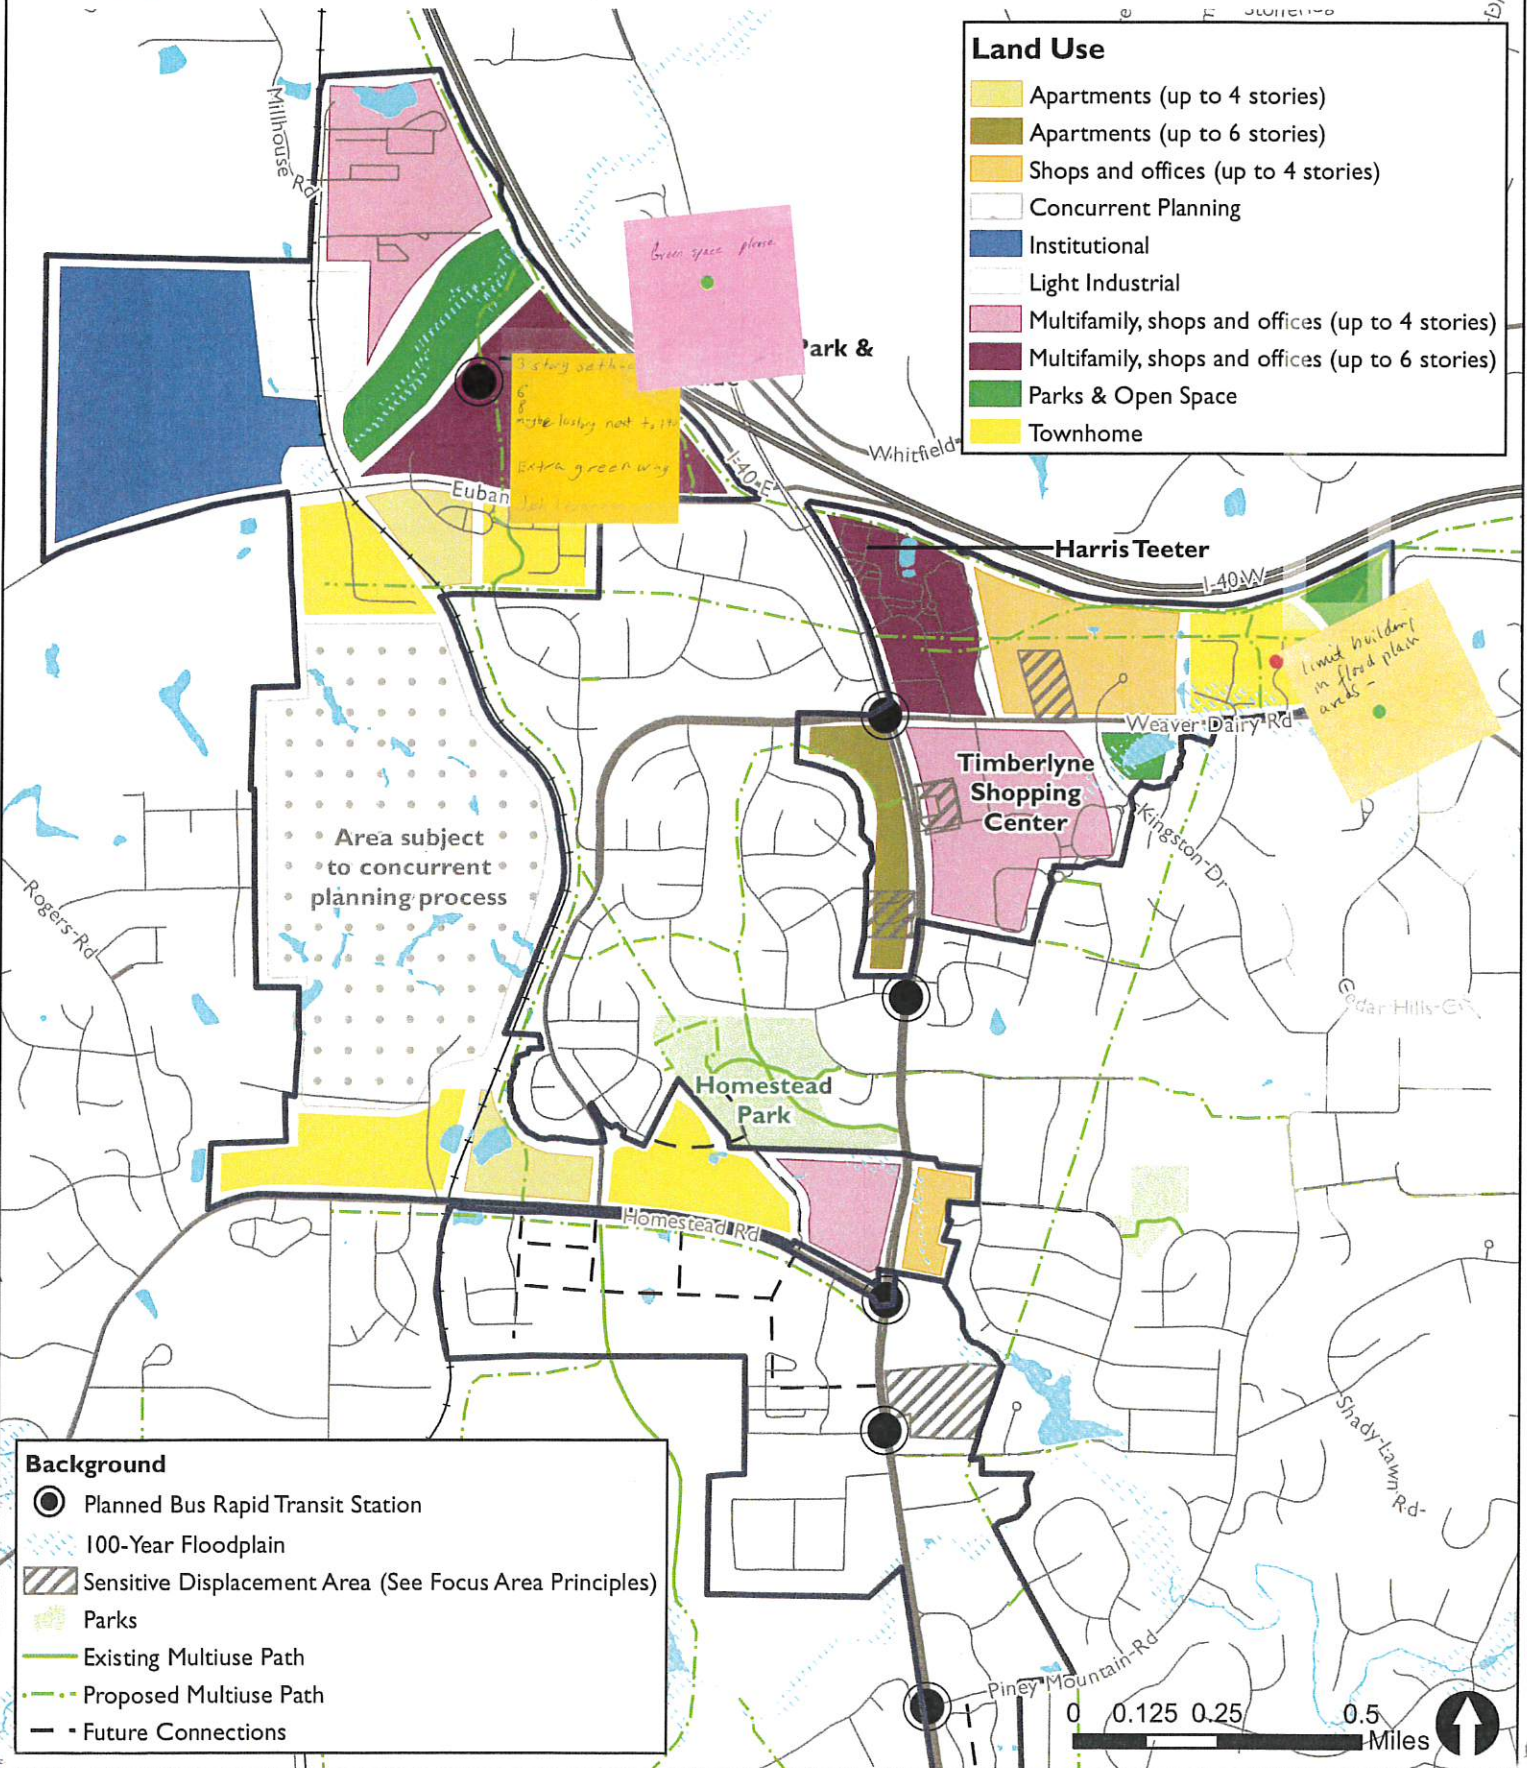 Land Use
Apartments (up to 4 stories)
Apartments (up to 6 stories)
Shops and offices (up to 4 stories)
Concurrent Planning
Institutional
Light Industrial
Multifamily, shops and offices (up to 4 stories)
Multifamily, shops and offices (up to 6 stories)
Parks & Open Space
Townhome
Millhouse-Rd
Green space please
Park &
3 story
6
8
next to
Extra green way
Whitfield-
I-40-E
Euban
Harris Teeter
I-40-W
limit building
in flood plain
areas -
Weaver Dairy Rd
Timberlyne
Shopping
Center
Kingston-Dr
Area subject
to concurrent
planning process
Rogers-Rd
Cedar Hills-
Homestead
Park
Homestead Rd
Shady-Lawn Rd-
Piney Mountain-Rd
Background
Planned Bus Rapid Transit Station
100-Year Floodplain
Sensitive Displacement Area (See Focus Area Principles)
Parks
Existing Multiuse Path
Proposed Multiuse Path
Future Connections
0 0.125 0.25 0.5
Miles